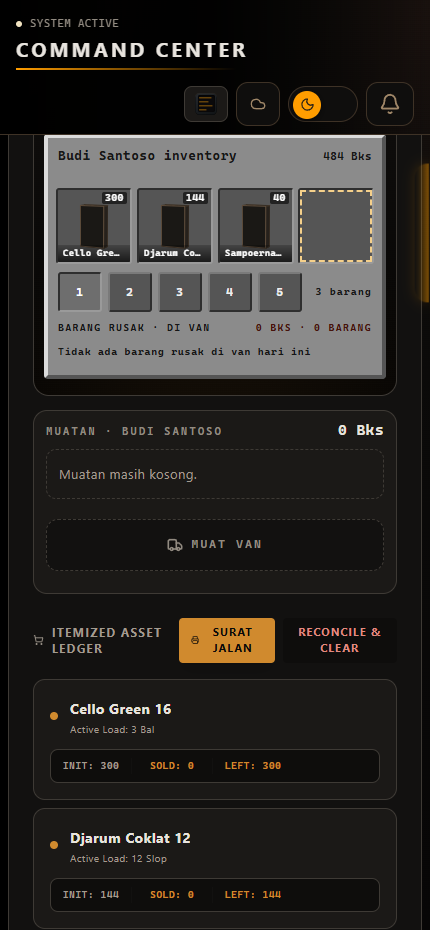 SYSTEM ACTIVE
COMMAND CENTER
Budi Santoso inventory
484 Bks
300
144
40
Cello Gre…
Djarum Co…
Sampoerna…
1
2
3
4
5
3 barang
BARANG RUSAK · DI VAN
0 BKS · 0 BARANG
Tidak ada barang rusak di van hari ini
MUATAN · BUDI SANTOSO
0 Bks
Muatan masih kosong.
MUAT VAN
ITEMIZED ASSET
LEDGER
SURAT
JALAN
RECONCILE &
CLEAR
Cello Green 16
Active Load: 3 Bal
INIT: 300
SOLD: 0
LEFT: 300
Djarum Coklat 12
Active Load: 12 Slop
INIT: 144
SOLD: 0
LEFT: 144